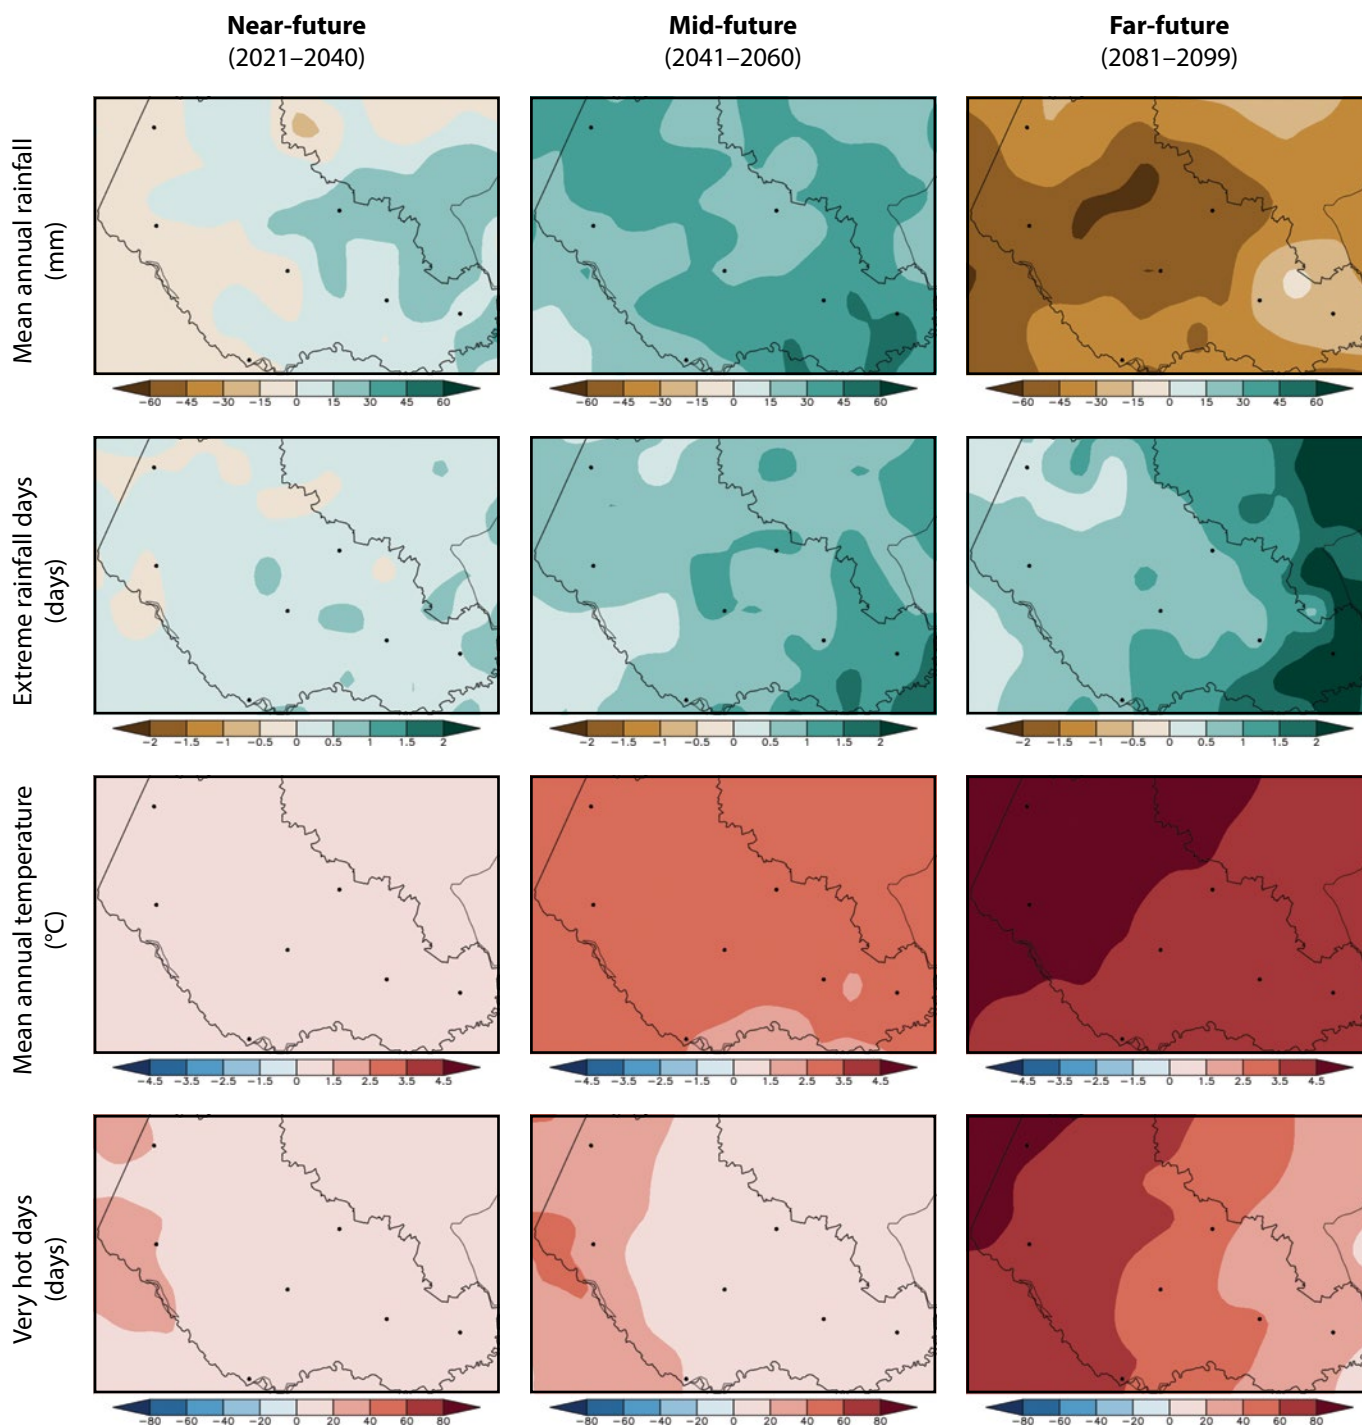 Near-future
(2021–2040)
Mid-future
(2041–2060)
Far-future
(2081–2099)
Mean annual rainfall
(mm)
−60 −45 −30 −15 0 15 30 45 60
−60 −45 −30 −15 0 15 30 45 60
−60 −45 −30 −15 0 15 30 45 60
Extreme rainfall days
(days)
−2 −1.5 −1 −0.5 0 0.5 1 1.5 2
−2 −1.5 −1 −0.5 0 0.5 1 1.5 2
−2 −1.5 −1 −0.5 0 0.5 1 1.5 2
Mean annual temperature
(°C)
−4.5 −3.5 −2.5 −1.5 0 1.5 2.5 3.5 4.5
−4.5 −3.5 −2.5 −1.5 0 1.5 2.5 3.5 4.5
−4.5 −3.5 −2.5 −1.5 0 1.5 2.5 3.5 4.5
Very hot days
(days)
−80 −60 −40 −20 0 20 40 60 80
−80 −60 −40 −20 0 20 40 60 80
−80 −60 −40 −20 0 20 40 60 80